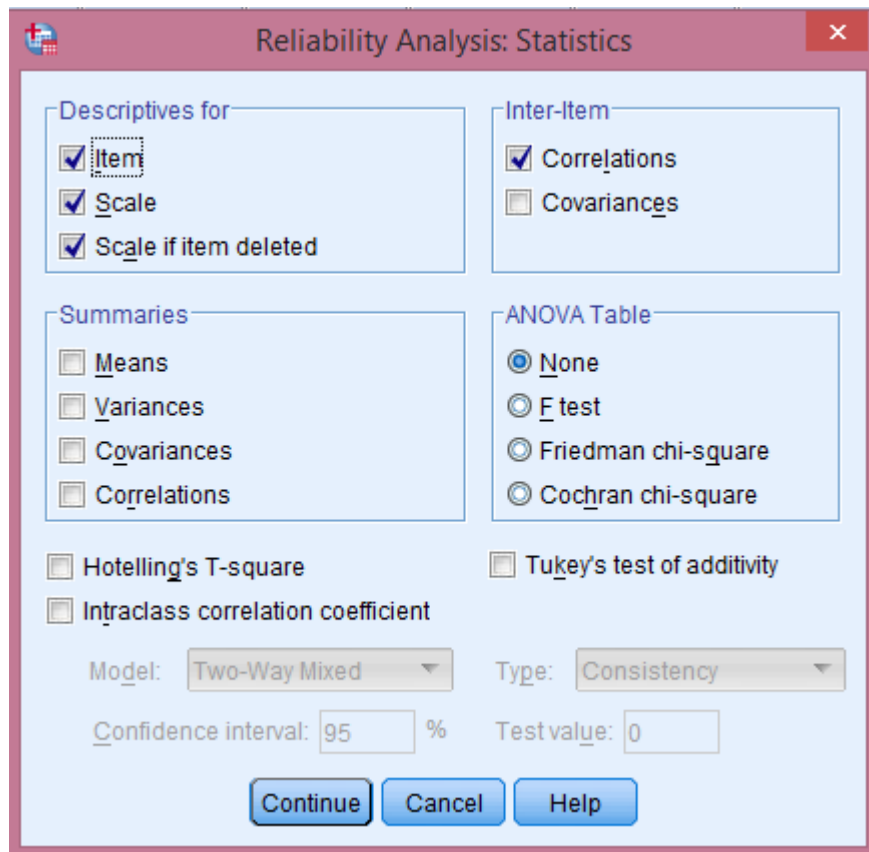 Reliability Analysis: Statistics
Descriptives for
Item
Scale
Scale if item deleted
Inter-Item
Correlations
Covariances
Summaries
Means
Variances
Covariances
Correlations
ANOVA Table
None
F test
Friedman chi-square
Cochran chi-square
Hotelling's T-square
Tukey's test of additivity
Intraclass correlation coefficient
Model: Two-Way Mixed
Type: Consistency
Confidence interval: 95 %
Test value: 0
Continue Cancel Help